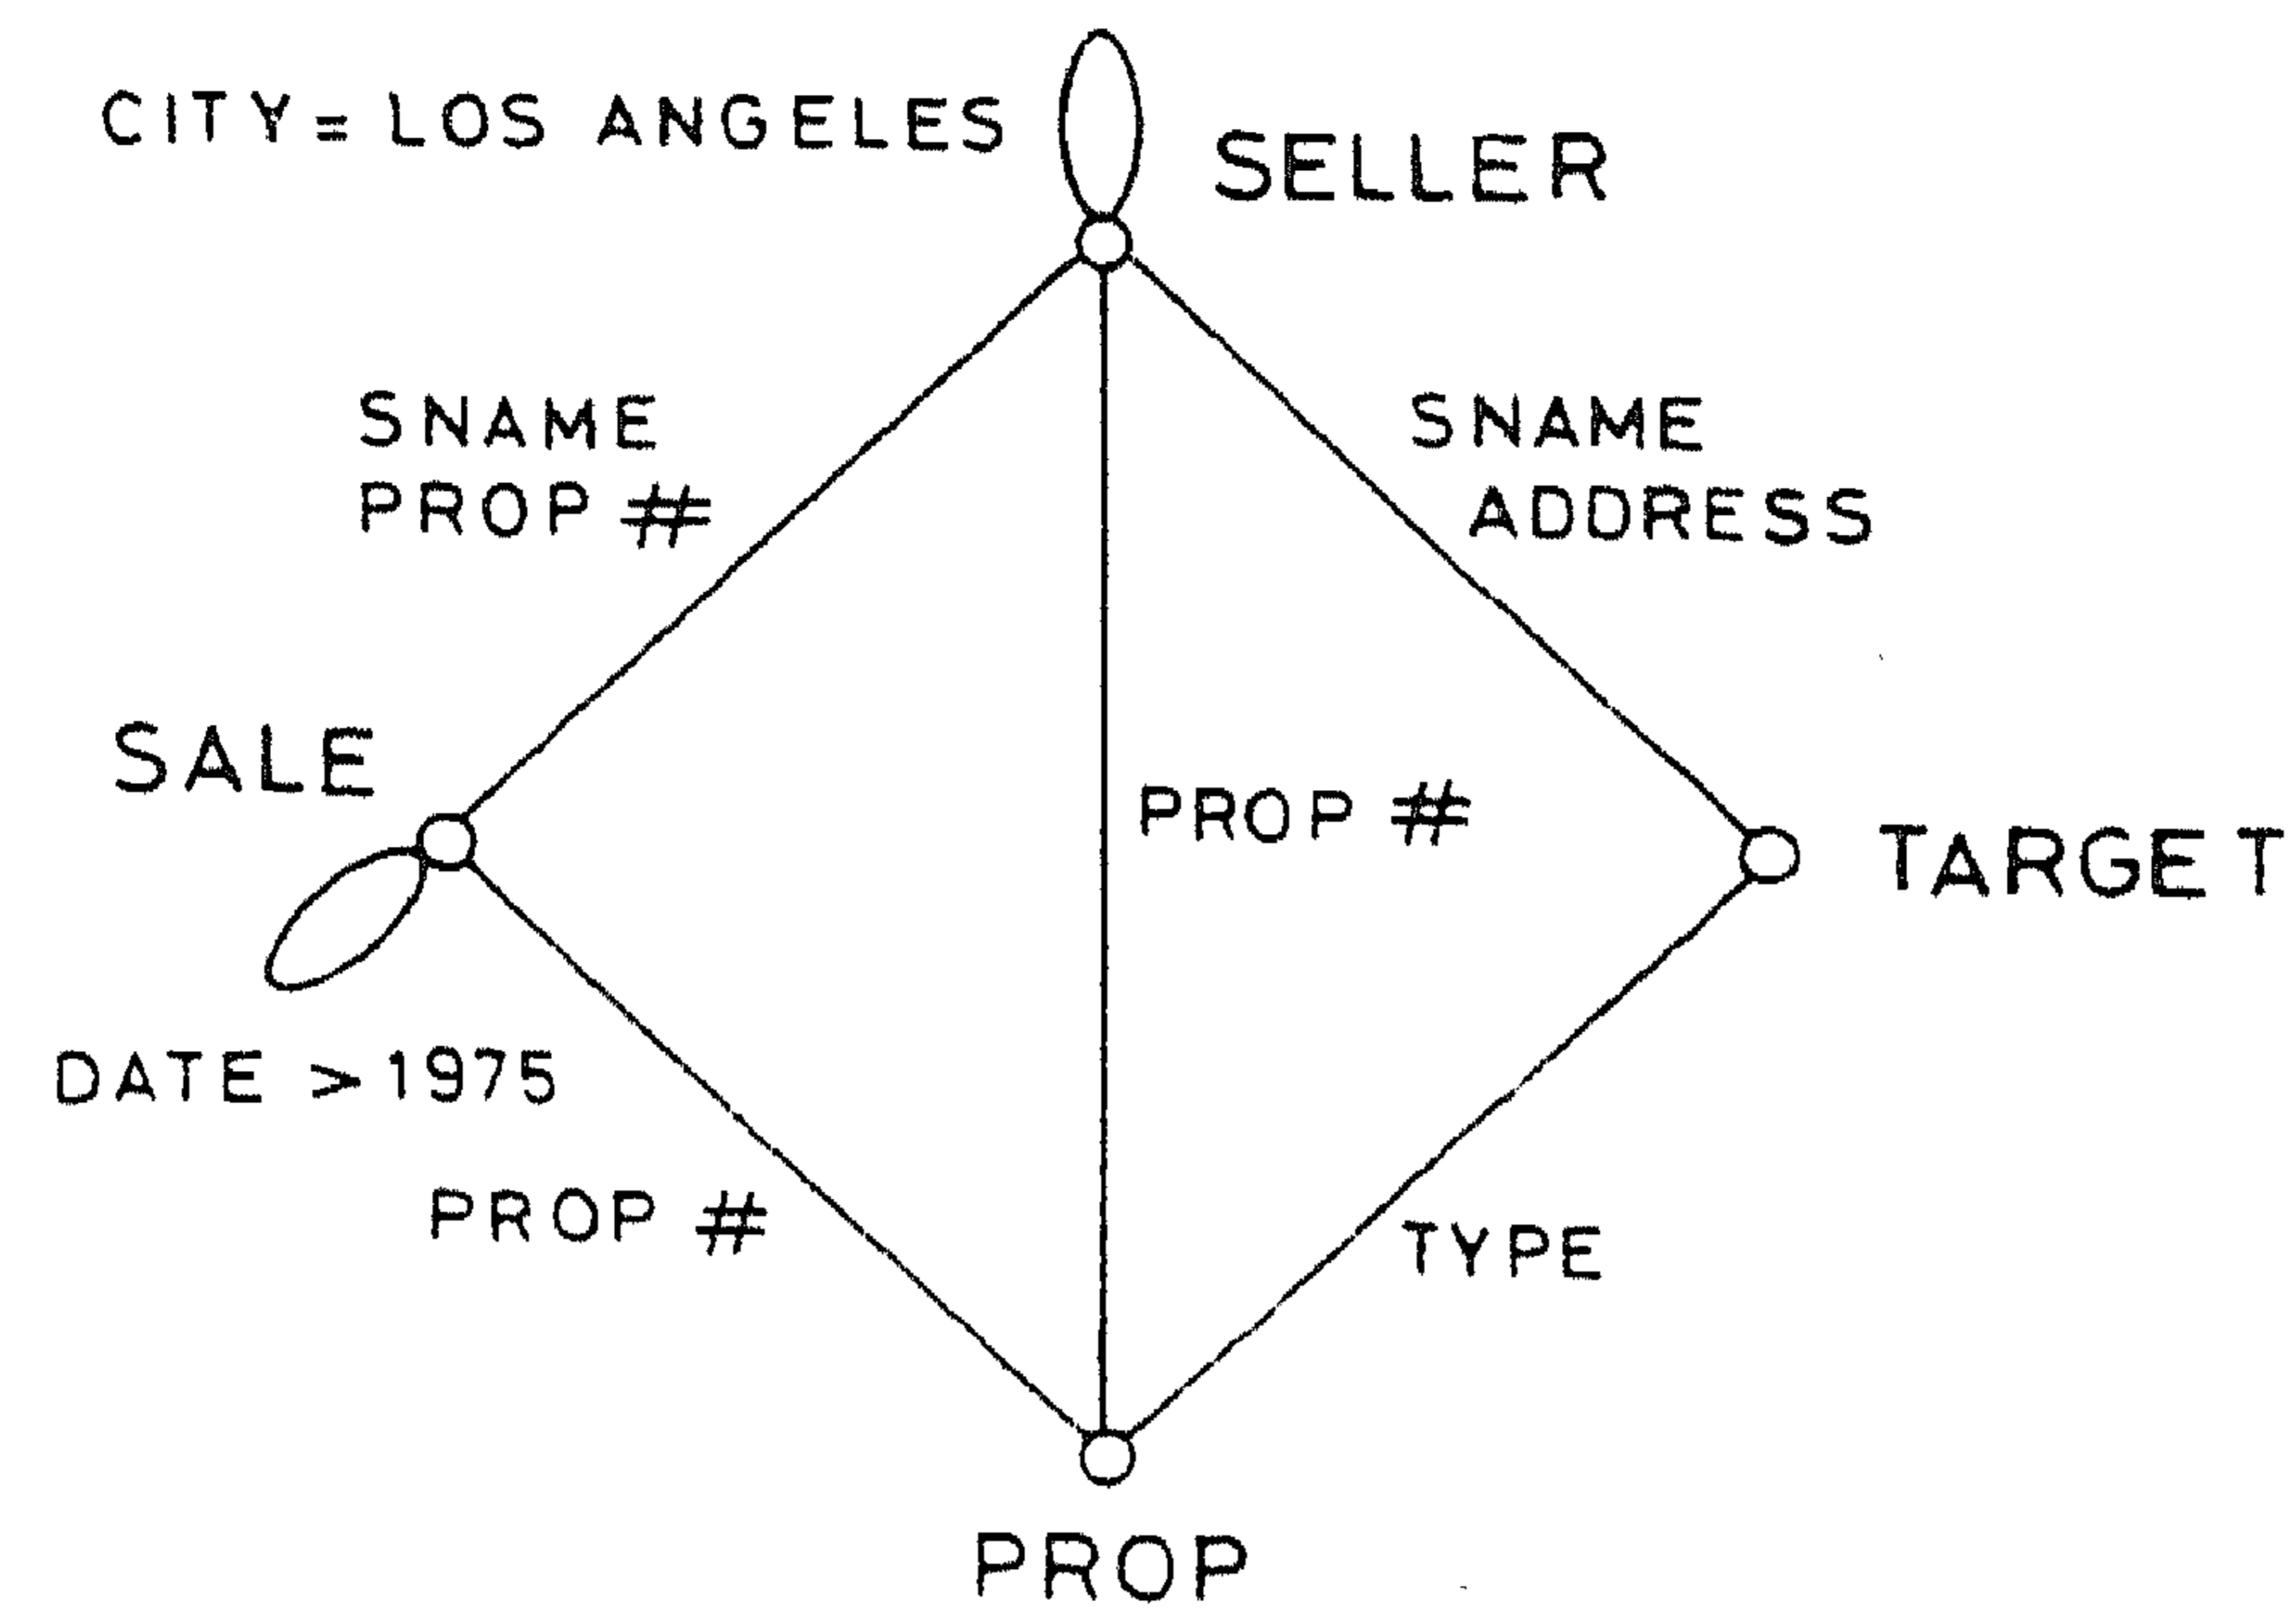 CITY= LOS ANGELES
SELLER
SNAME
PROP #
SNAME
ADDRESS
SALE
PROP #
TARGET
DATE >1975
PROP #
TYPE
PROP